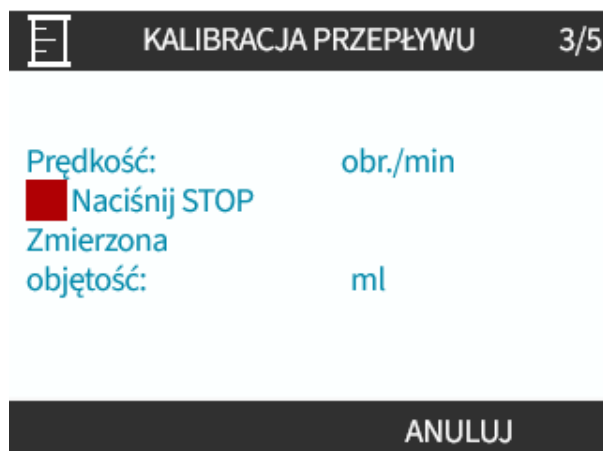 KALIBRACJA PRZEPŁYWU 3/5
Prędkość: obr./min
Naciśnij STOP
Zmierzona
objętość: ml
ANULUJ